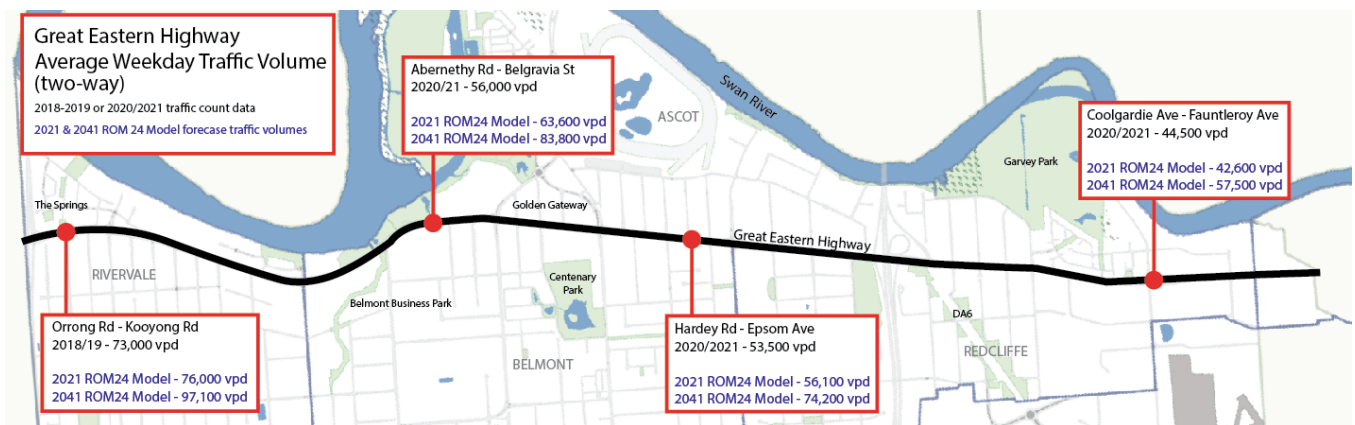 Great Eastern Highway
Average Weekday Traffic Volume
(two-way)
2018-2019 or 2020/2021 traffic count data
2021 & 2041 ROM 24 Model forecase traffic volumes
Abernethy Rd - Belgravia St
2020/21 - 56,000 vpd
2021 ROM24 Model - 63,600 vpd
2041 ROM24 Model - 83,800 vpd
ASCOT
Swan River
Coolgardie Ave - Fauntleroy Ave
2020/2021 - 44,500 vpd
2021 ROM24 Model - 42,600 vpd
2041 ROM24 Model - 57,500 vpd
Garvey Park
The Springs
Golden Gateway
Great Eastern Highway
RIVERVALE
Belmont Business Park
Centenary
Park
DA6
Orrong Rd - Kooyong Rd
2018/19 - 73,000 vpd
2021 ROM24 Model - 76,000 vpd
2041 ROM24 Model - 97,100 vpd
BELMONT
Hardey Rd - Epsom Ave
2020/2021 - 53,500 vpd
2021 ROM24 Model - 56,100 vpd
2041 ROM24 Model - 74,200 vpd
REDCLIFFE